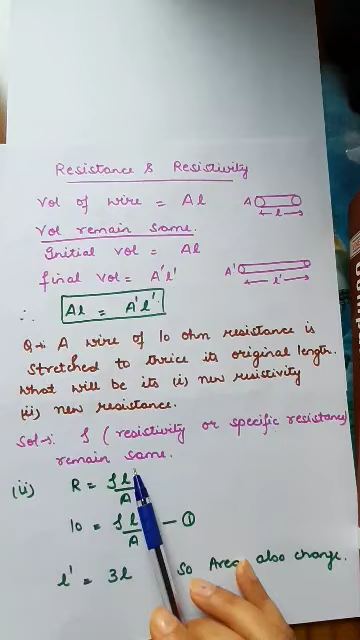 Resistance & Resistivity
Vol of wire = Al
A
l
Vol remain same.
Initial vol = Al
final vol = A'l'
A'
l'
∴ Al = A'l'
Q-1: A wire of 10 ohm resistance is
stretched to thrice its original length.
What will be its (i) new resistivity
(ii) new resistance.
Sol-: ρ (resistivity or specific resistance)
remain same.
(ii) R = ρl/A
10 = ρl/A — ①
l' = 3l so Area also change.